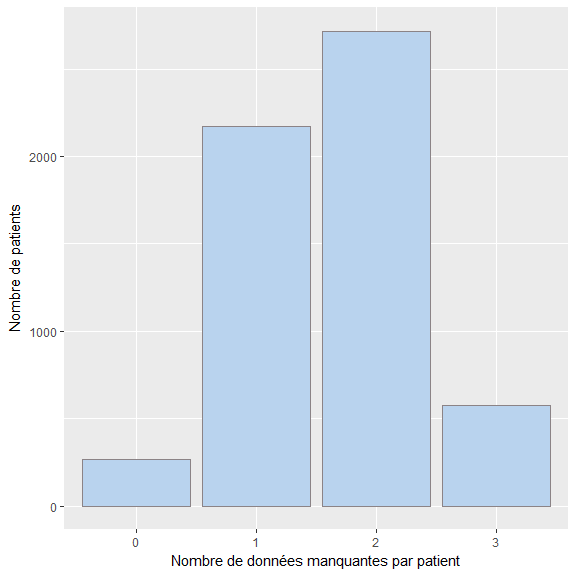 2000
1000
0
Nombre de patients
0 1 2 3
Nombre de données manquantes par patient